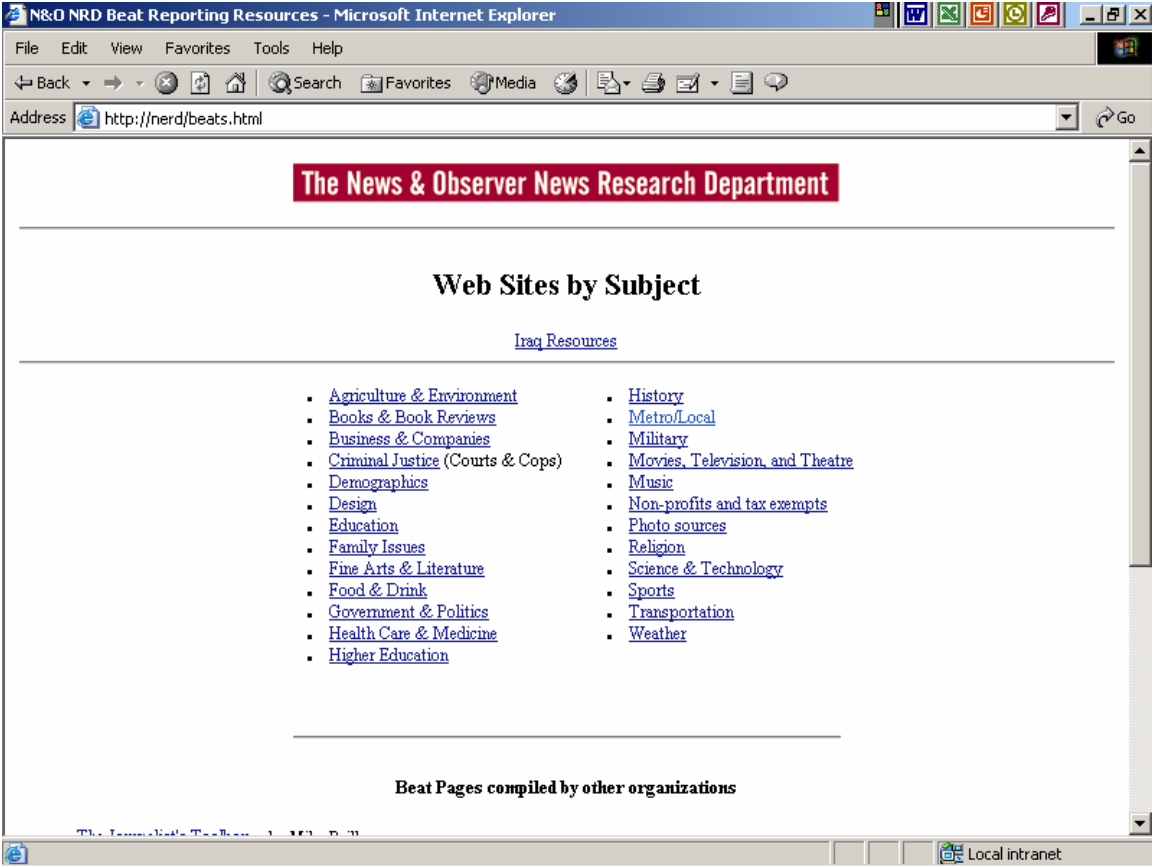 N&O NRD Beat Reporting Resources - Microsoft Internet Explorer
File Edit View Favorites Tools Help
Back Search Favorites Media
Address http://nerd/beats.html Go
The News & Observer News Research Department
Web Sites by Subject
Iraq Resources
Agriculture & Environment
Books & Book Reviews
Business & Companies
Criminal Justice (Courts & Cops)
Demographics
Design
Education
Family Issues
Fine Arts & Literature
Food & Drink
Government & Politics
Health Care & Medicine
Higher Education
History
Metro/Local
Military
Movies, Television, and Theatre
Music
Non-profits and tax exempts
Photo sources
Religion
Science & Technology
Sports
Transportation
Weather
Beat Pages compiled by other organizations
The Journalist's Toolbox
Local intranet